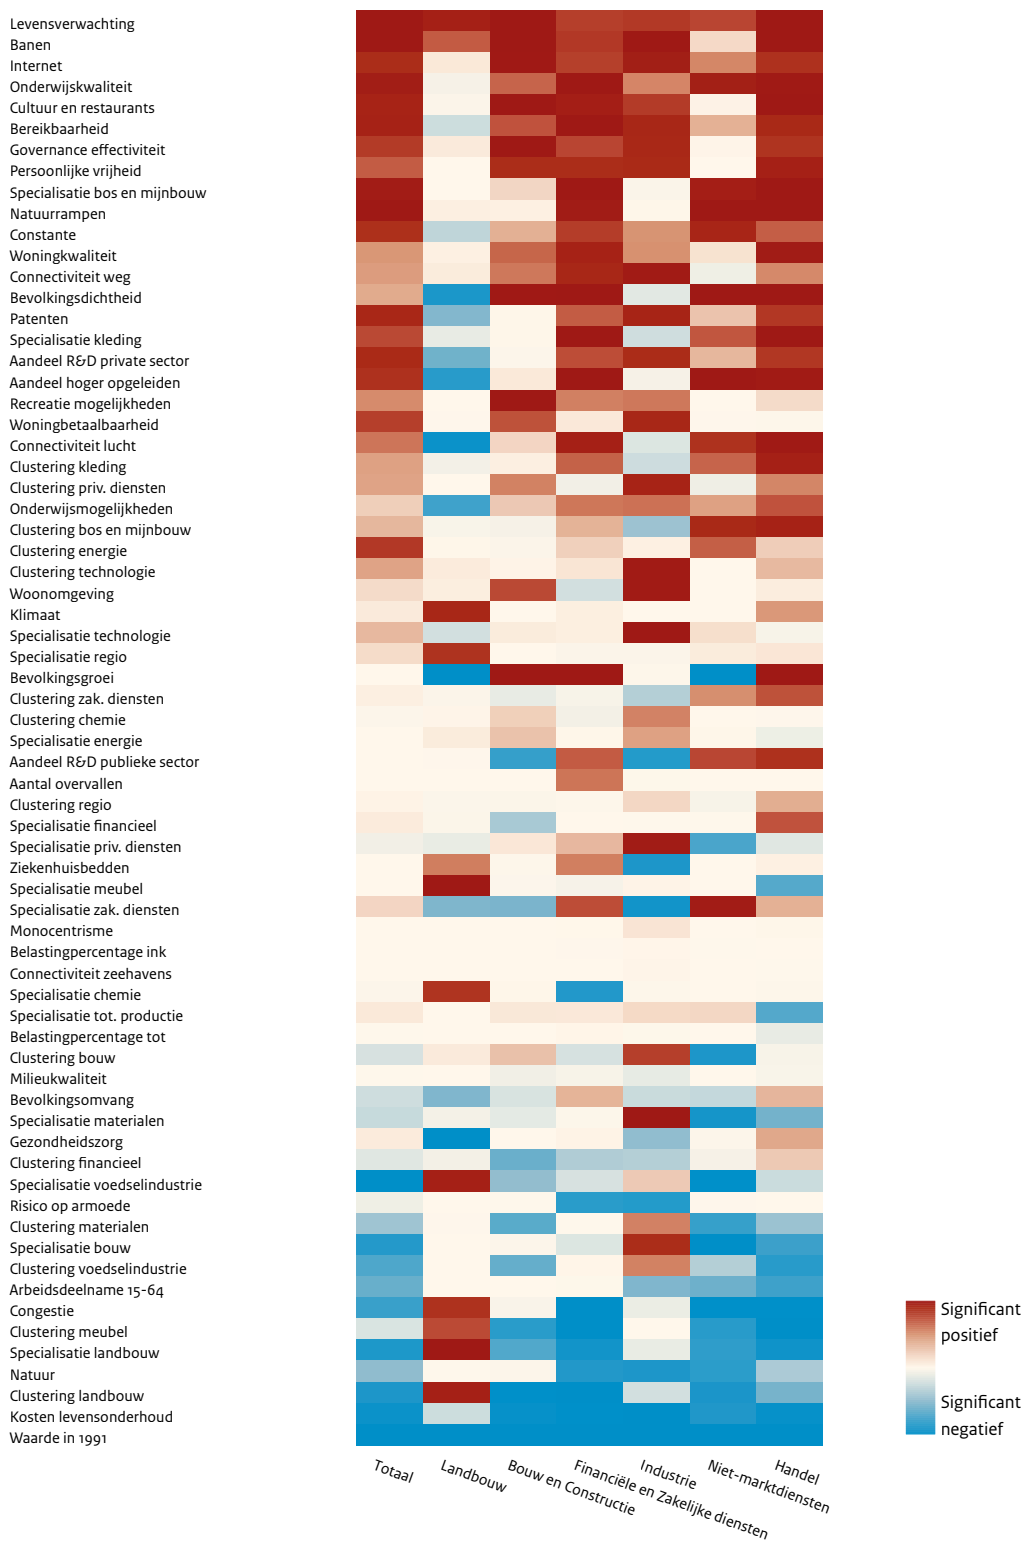 Levensverwachting
Banen
Internet
Onderwijskwaliteit
Cultuur en restaurants
Bereikbaarheid
Governance effectiviteit
Persoonlijke vrijheid
Specialisatie bos en mijnbouw
Natuurrampen
Constante
Woningkwaliteit
Connectiviteit weg
Bevolkingsdichtheid
Patenten
Specialisatie kleding
Aandeel R&D private sector
Aandeel hoger opgeleiden
Recreatie mogelijkheden
Woningbetaalbaarheid
Connectiviteit lucht
Clustering kleding
Clustering priv. diensten
Onderwijsmogelijkheden
Clustering bos en mijnbouw
Clustering energie
Clustering technologie
Woonomgeving
Klimaat
Specialisatie technologie
Specialisatie regio
Bevolkingsgroei
Clustering zak. diensten
Clustering chemie
Specialisatie energie
Aandeel R&D publieke sector
Aantal overvallen
Clustering regio
Specialisatie financieel
Specialisatie priv. diensten
Ziekenhuisbedden
Specialisatie meubel
Specialisatie zak. diensten
Monocentrisme
Belastingpercentage ink
Connectiviteit zeehavens
Specialisatie chemie
Specialisatie tot. productie
Belastingpercentage tot
Clustering bouw
Milieukwaliteit
Bevolkingsomvang
Specialisatie materialen
Gezondheidszorg
Clustering financieel
Specialisatie voedselindustrie
Risico op armoede
Clustering materialen
Specialisatie bouw
Clustering voedselindustrie
Arbeidsdeelname 15-64
Congestie
Clustering meubel
Specialisatie landbouw
Natuur
Clustering landbouw
Kosten levensonderhoud
Waarde in 1991
Totaal
Landbouw
Bouw en Constructie
Financiële en Zakelijke diensten
Industrie
Niet-marktdiensten
Handel
Significant
positief
Significant
negatief